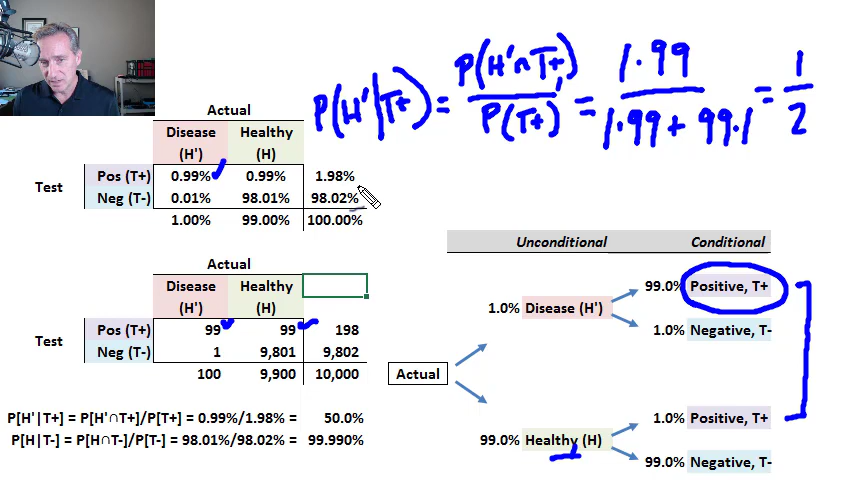 P(H'|T+) = P(H'∩T+) / P(T+) = 1·99 / 1·99 + 99·1 = 1 / 2
Actual
Disease (H') Healthy (H)
Test
Pos (T+) 0.99% 0.99% 1.98%
Neg (T-) 0.01% 98.01% 98.02%
1.00% 99.00% 100.00%
Actual
Disease (H') Healthy (H)
Test
Pos (T+) 99 99 198
Neg (T-) 1 9,801 9,802
100 9,900 10,000
P[H'|T+] = P[H'∩T+]/P[T+] = 0.99%/1.98% = 50.0%
P[H|T-] = P[H∩T-]/P[T-] = 98.01%/98.02% = 99.990%
Unconditional Conditional
99.0% Positive, T+
1.0% Disease (H')
1.0% Negative, T-
Actual
1.0% Positive, T+
99.0% Healthy (H)
99.0% Negative, T-